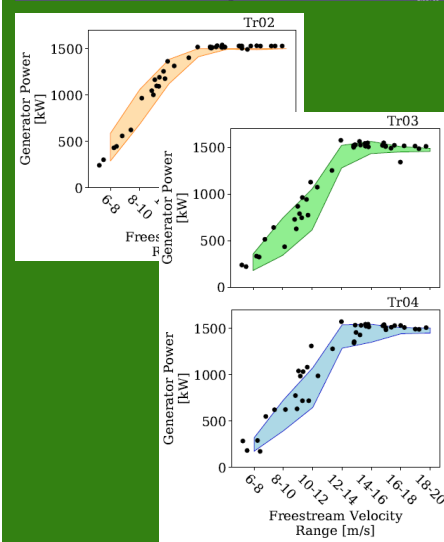 Tr02
Generator Power
[kW]
1500
1000
500
0
6-8
8-10
Frees
R
Tr03
Generator Power
[kW]
1500
1000
500
0
Tr04
Generator Power
[kW]
1500
1000
500
0
6-8
8-10
10-12
12-14
14-16
16-18
18-20
Freestream Velocity
Range [m/s]